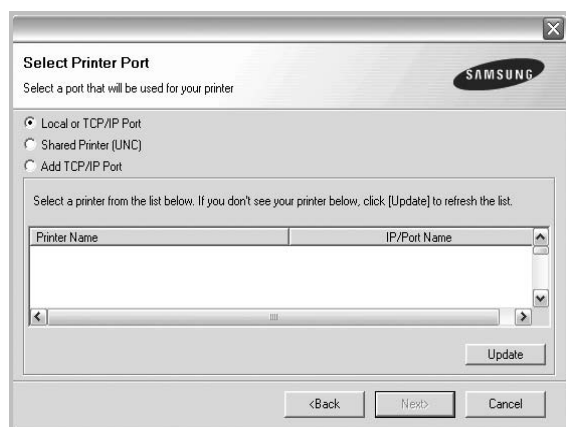 Select Printer Port
Select a port that will be used for your printer
SAMSUNG
Local or TCP/IP Port
Shared Printer (UNC)
Add TCP/IP Port
Select a printer from the list below. If you don't see your printer below, click [Update] to refresh the list.
Printer Name IP/Port Name
Update
<Back Next> Cancel